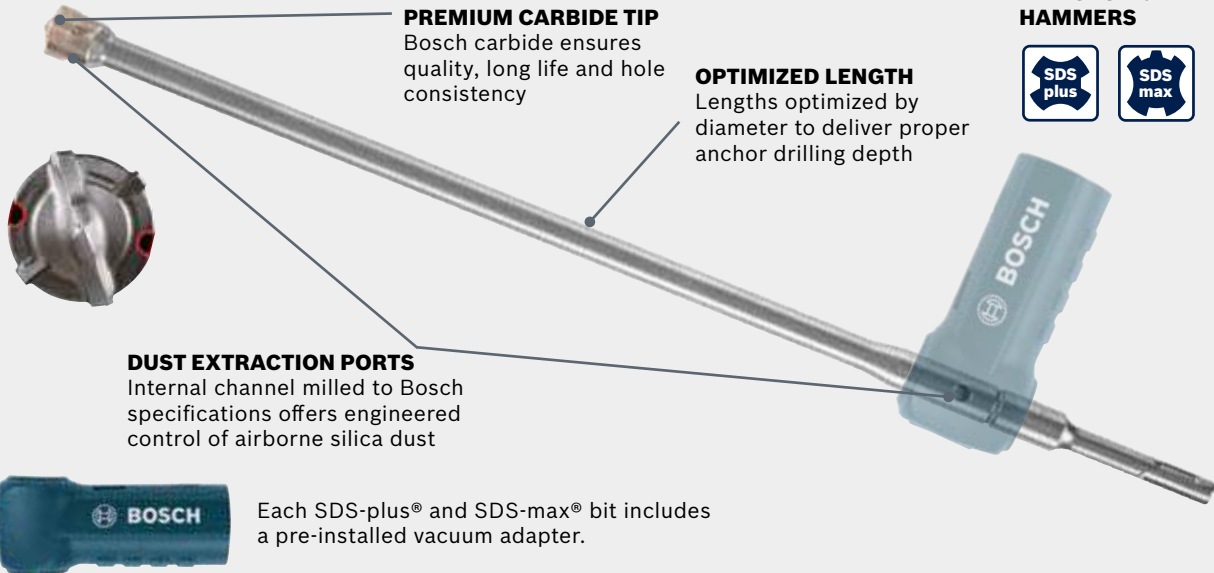 PREMIUM CARBIDE TIP
Bosch carbide ensures
quality, long life and hole
consistency
OPTIMIZED LENGTH
Lengths optimized by
diameter to deliver proper
anchor drilling depth
HAMMERS
SDS
plus
SDS
max
BOSCH
DUST EXTRACTION PORTS
Internal channel milled to Bosch
specifications offers engineered
control of airborne silica dust
BOSCH
Each SDS-plus® and SDS-max® bit includes
a pre-installed vacuum adapter.